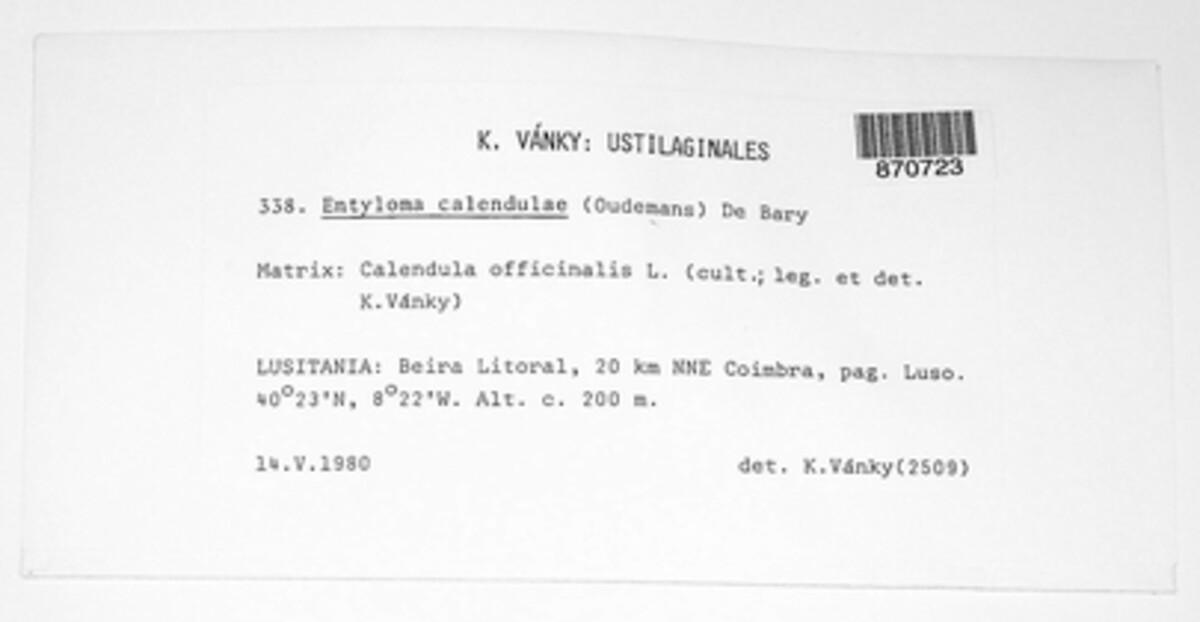 K. VÁNKY: USTILAGINALES
870723
338. Entyloma calendulae (Oudemans) De Bary
Matrix: Calendula officinalis L. (cult.; leg. et det.
K.Vánky)
LUSITANIA: Beira Litoral, 20 km NNE Coimbra, pag. Luso.
40°23'N, 8°22'W. Alt. c. 200 m.
14.V.1980 det. K.Vánky(2509)